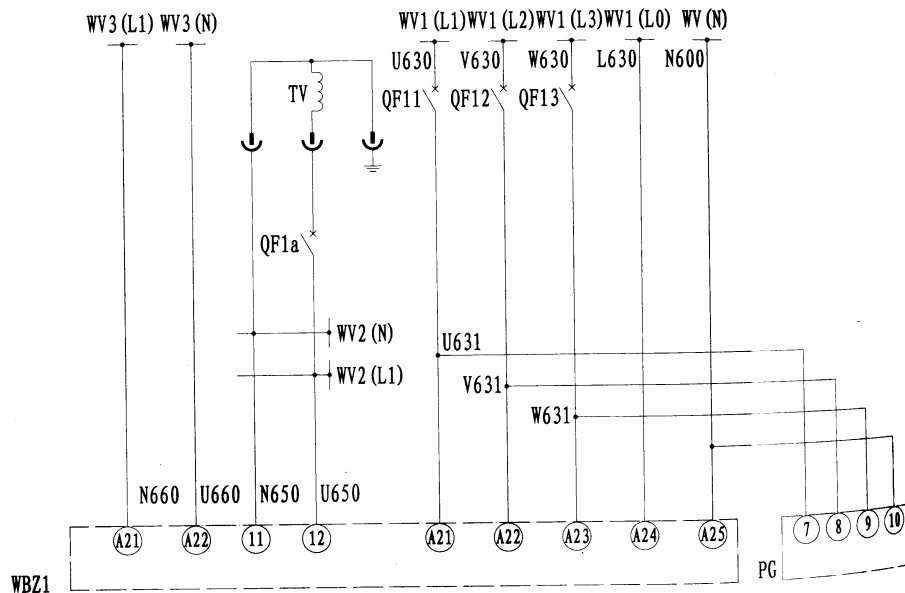 WV3(L1) WV3(N) WV1(L1) WV1(L2) WV1(L3) WV1(L0) WV(N)
U630 V630 W630 L630 N600
TV QF11 QF12 QF13
QF1a
WV2(N)
U631
WV2(L1)
V631
W631
N660 U660 N650 U650
A21 A22 11 12 A21 A22 A23 A24 A25 7 8 9 10
WBZ1 PG